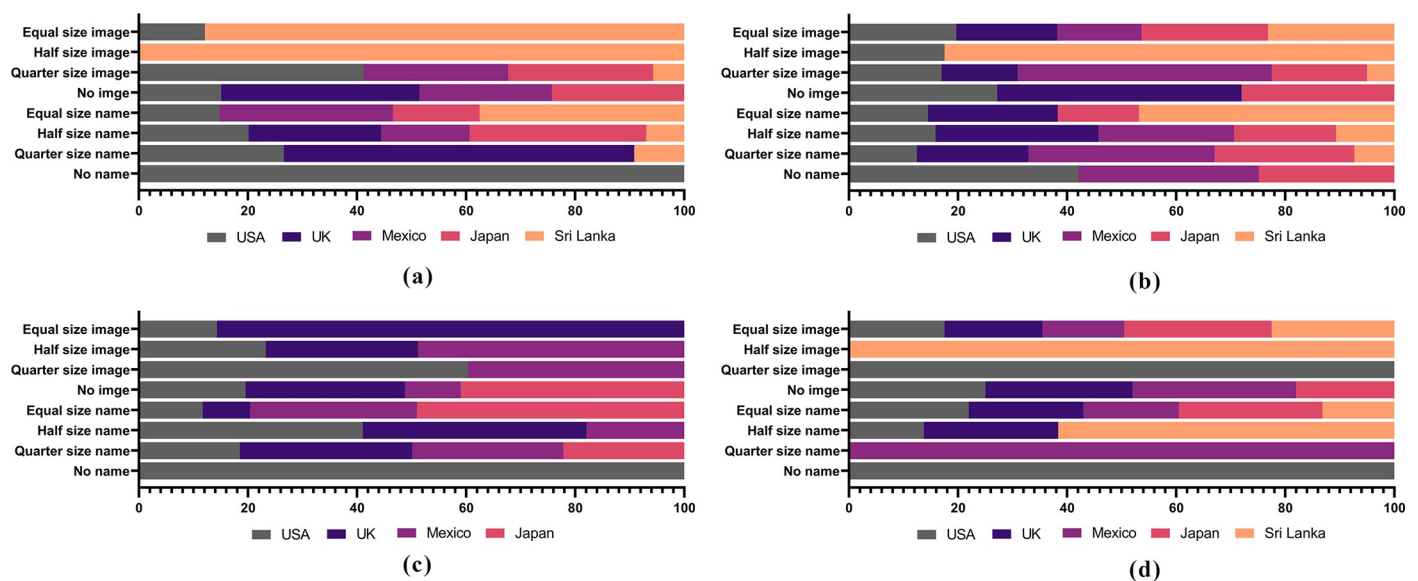 Equal size image
Half size image
Quarter size image
No imge
Equal size name
Half size name
Quarter size name
No name
0 20 40 60 80 100
USA UK Mexico Japan Sri Lanka
(a)
Equal size image
Half size image
Quarter size image
No imge
Equal size name
Half size name
Quarter size name
No name
0 20 40 60 80 100
USA UK Mexico Japan Sri Lanka
(b)
Equal size image
Half size image
Quarter size image
No imge
Equal size name
Half size name
Quarter size name
No name
0 20 40 60 80 100
USA UK Mexico Japan
(c)
Equal size image
Half size image
Quarter size image
No imge
Equal size name
Half size name
Quarter size name
No name
0 20 40 60 80 100
USA UK Mexico Japan Sri Lanka
(d)